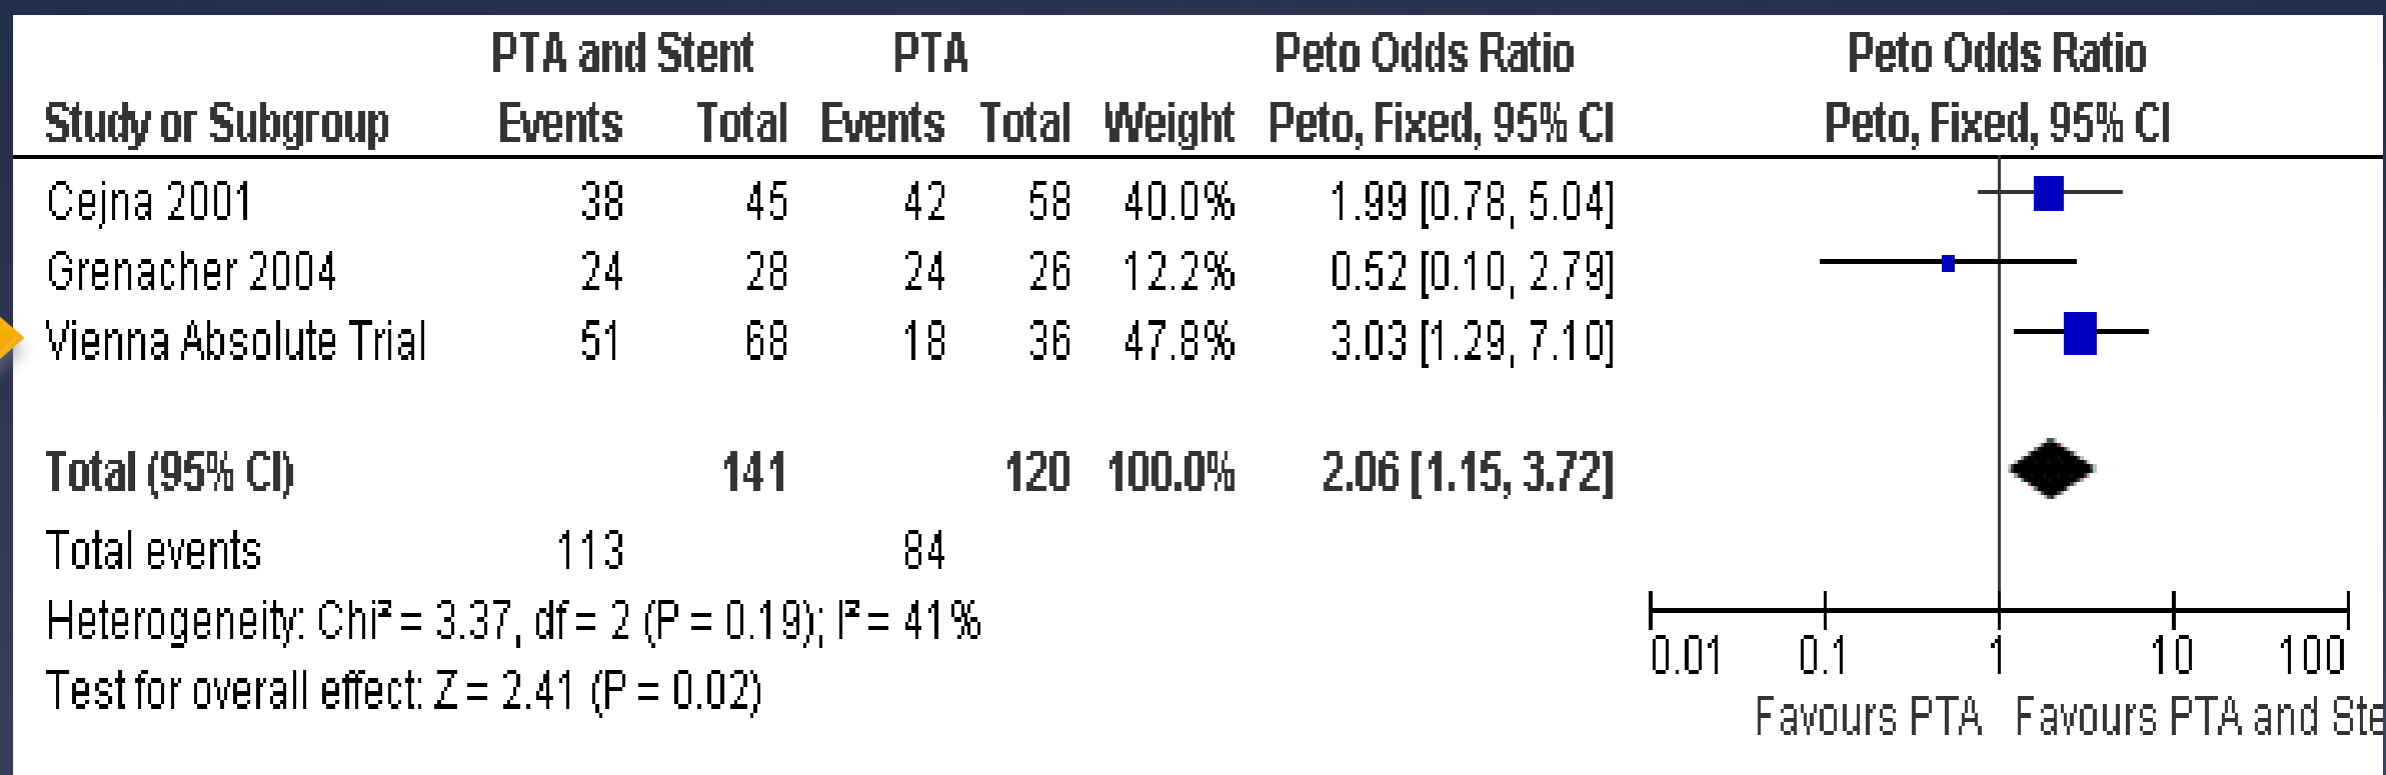 PTA and Stent PTA Peto Odds Ratio Peto Odds Ratio
Study or Subgroup Events Total Events Total Weight Peto, Fixed, 95% CI Peto, Fixed, 95% CI
Cejna 2001 38 45 42 58 40.0% 1.99 [0.78, 5.04]
Grenacher 2004 24 28 24 26 12.2% 0.52 [0.10, 2.79]
Vienna Absolute Trial 51 68 18 36 47.8% 3.03 [1.29, 7.10]
Total (95% CI) 141 120 100.0% 2.06 [1.15, 3.72]
Total events 113 84
Heterogeneity: Chi² = 3.37, df = 2 (P = 0.19); I² = 41%
0.01 0.1 1 10 100
Test for overall effect: Z = 2.41 (P = 0.02)
Favours PTA Favours PTA and Ste